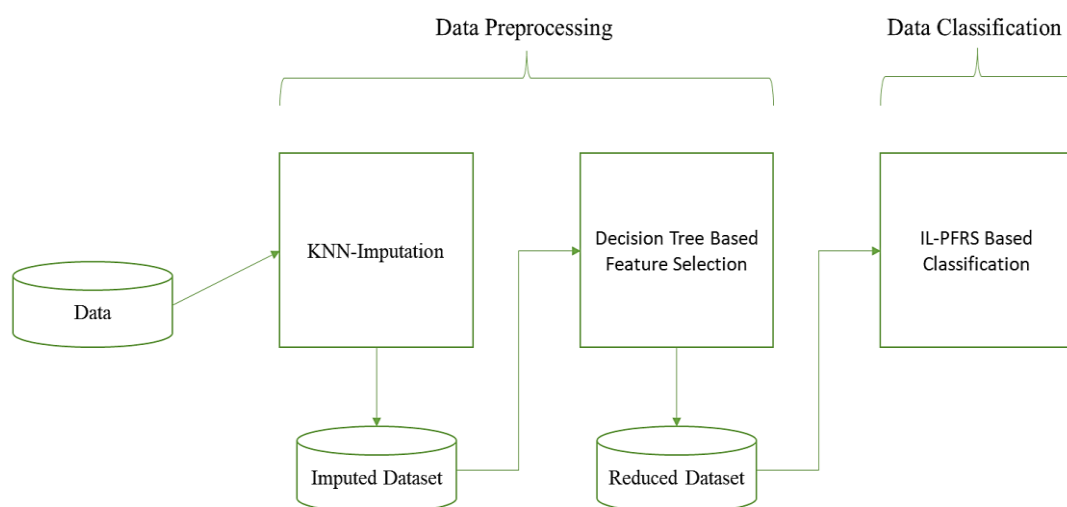 Data Preprocessing
Data Classification
KNN-Imputation
Decision Tree Based
Feature Selection
IL-PFRS Based
Classification
Data
Imputed Dataset
Reduced Dataset